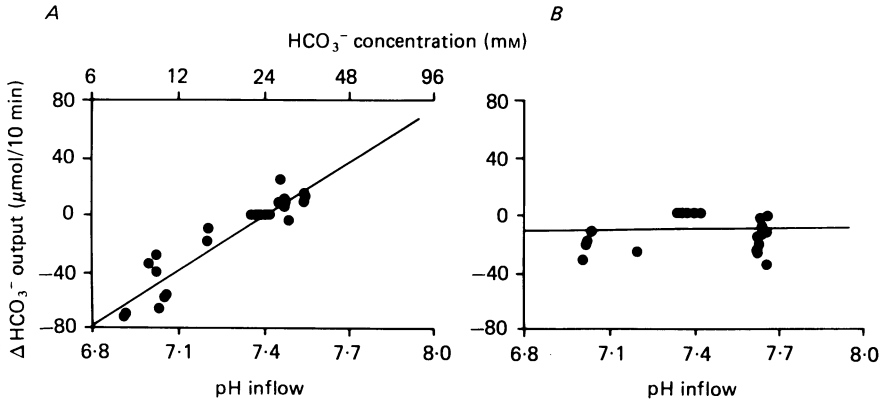 A
B
HCO₃⁻ concentration (mM)
6 12 24 48 96
Δ HCO₃⁻ output (μmol/10 min)
80
40
0
−40
−80
6·8 7·1 7·4 7·7 8·0
pH inflow
80
40
0
−40
−80
6·8 7·1 7·4 7·7 8·0
pH inflow